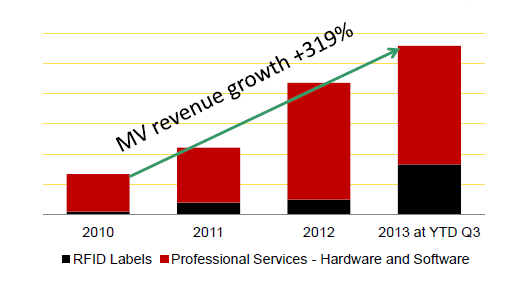 MV revenue growth +319%
2010 2011 2012 2013 at YTD Q3
RFID Labels Professional Services - Hardware and Software